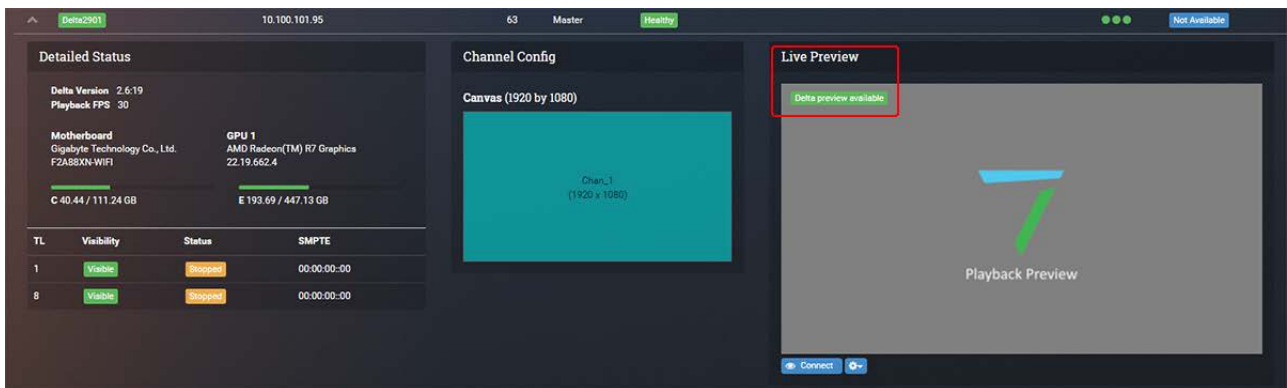 Delta2901 10.100.101.95 63 Master Healthy Not Available
Detailed Status
Delta Version 2.6:19
Playback FPS 30
Motherboard
Gigabyte Technology Co., Ltd.
F2A88XN-WIFI
GPU 1
AMD Radeon(TM) R7 Graphics
22.19.662.4
C 40.44 / 111.24 GB
E 193.69 / 447.13 GB
TL Visibility Status SMPTE
1 Visible Stopped 00:00:00::00
8 Visible Stopped 00:00:00::00
Channel Config
Canvas (1920 by 1080)
Chan_1
(1920 x 1080)
Live Preview
Delta preview available
Playback Preview
Connect